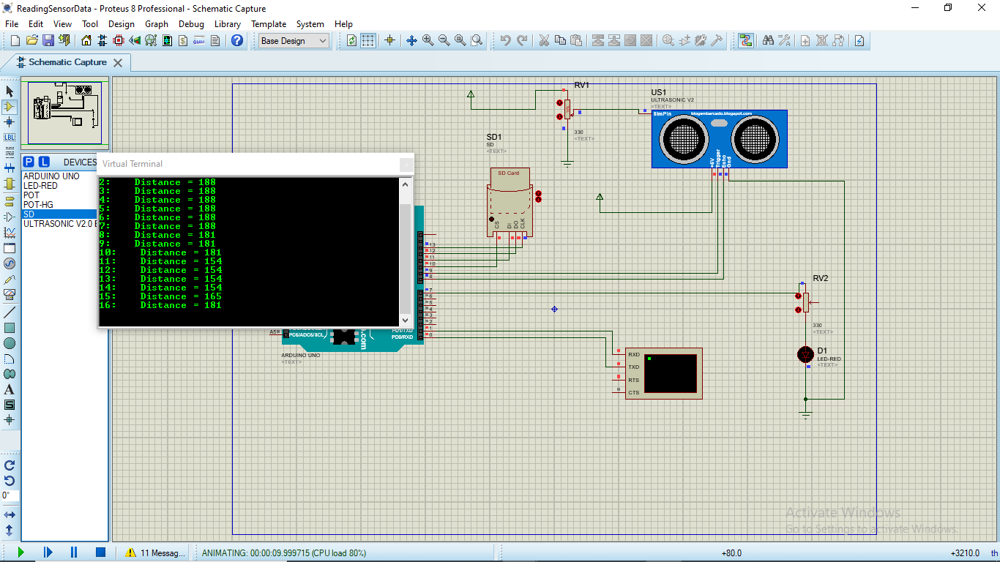 ReadingSensorData - Proteus 8 Professional - Schematic Capture
File Edit View Tool Design Graph Debug Library Template System Help
Base Design
Schematic Capture
P L DEVICES
ARDUINO UNO
LED-RED
POT
POT-HG
SD
ULTRASONIC V2.0
Virtual Terminal
2: Distance = 188
3: Distance = 188
4: Distance = 188
5: Distance = 188
6: Distance = 188
7: Distance = 188
8: Distance = 181
9: Distance = 181
10: Distance = 181
11: Distance = 154
12: Distance = 154
13: Distance = 154
14: Distance = 154
15: Distance = 165
16: Distance = 181
RV1
330
<TEXT>
US1
ULTRASONIC V2
<TEXT>
SimPin blogembarcado.blogspot.com
+5V
Trigger
Echo
Gnd
SD1
SD
<TEXT>
SD Card
CS
DI
DO
CLK
13
12
11
10
9
8
7
6
5
4
3
2
1
0
A5
PC5/ADC5/SCL
PD1/TXD
PD0/RXD
.com
ARDUINO UNO
<TEXT>
RXD
TXD
RTS
CTS
RV2
330
<TEXT>
D1
LED-RED
<TEXT>
LBL
A
S
0°
Activate Windows
Go to Settings to activate Windows.
11 Messag... ANIMATING: 00:00:09.999715 (CPU load 80%) +80.0 +3210.0 th